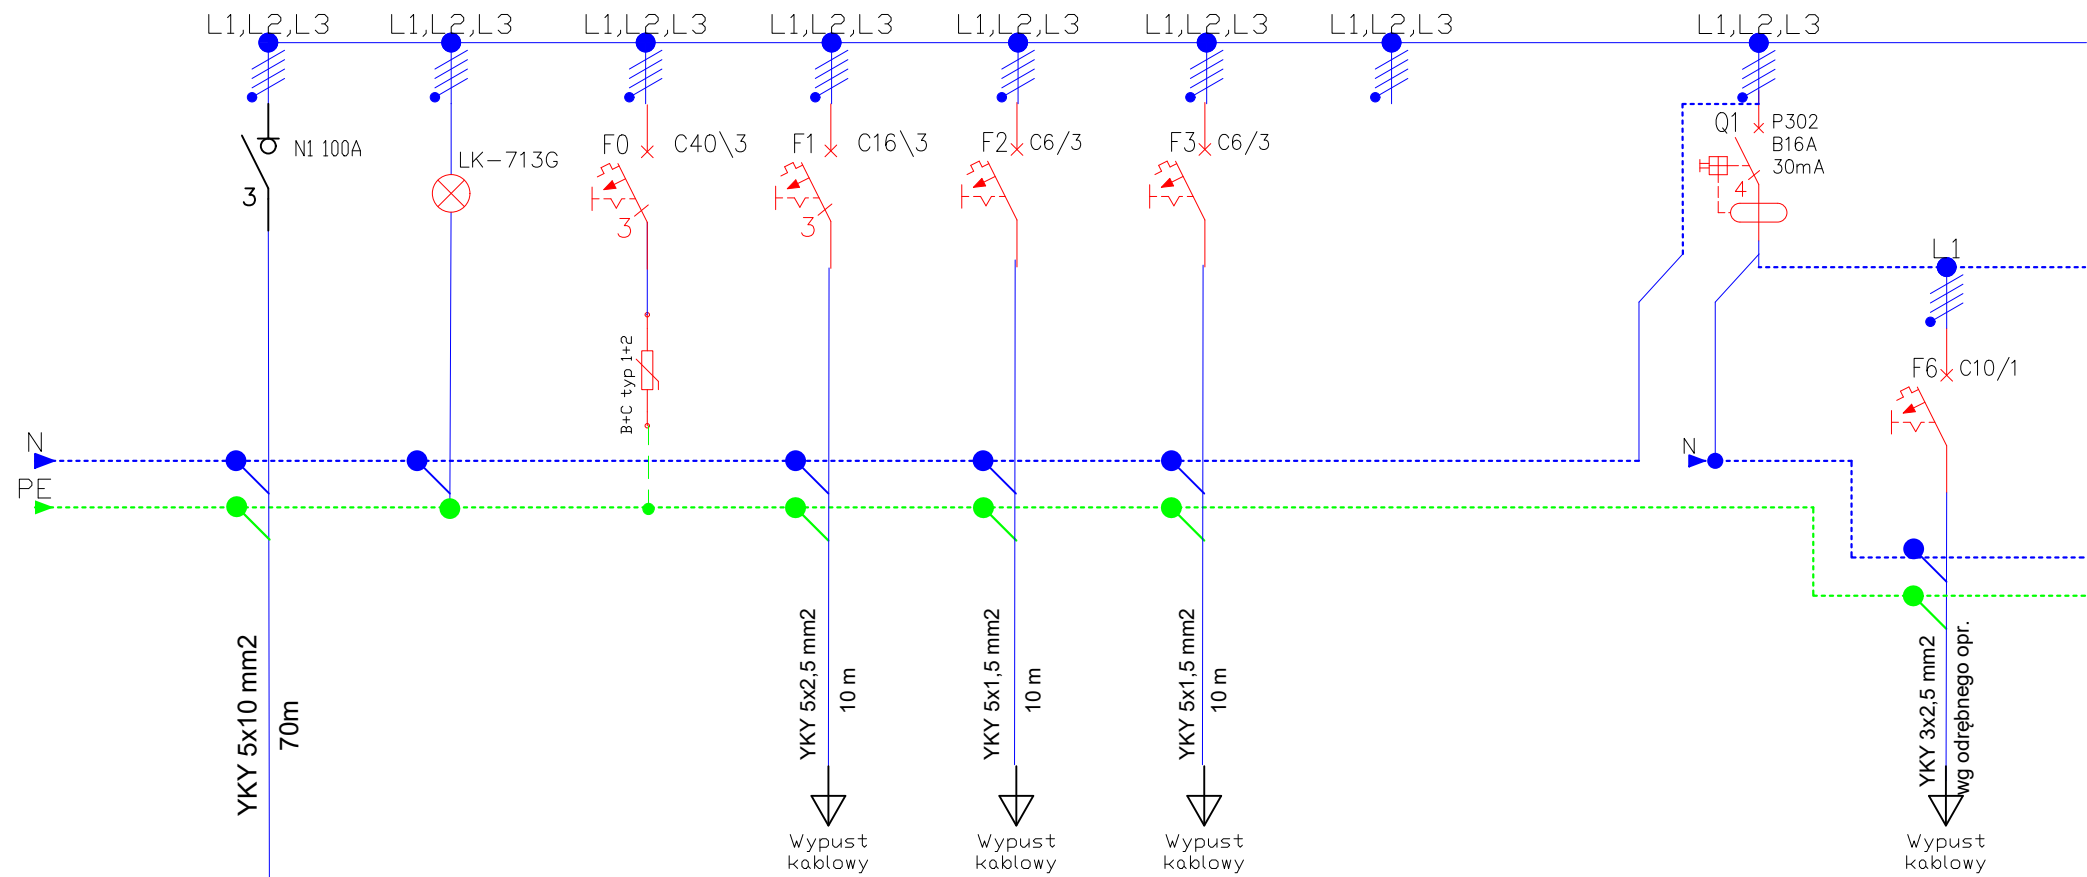 L1,L2,L3
L1,L2,L3
L1,L2,L3
L1,L2,L3
L1,L2,L3
L1,L2,L3
L1,L2,L3
L1,L2,L3
N1 100A
3
LK-713G
F0
C40\3
3
F1
C16\3
3
F2
C6/3
F3
C6/3
Q1
P302
B16A
30mA
4
L1
F6
C10/1
B+C typ 1+2
N
PE
N
YKY 5x10 mm2
70m
YKY 5x2,5 mm2
10 m
YKY 5x1,5 mm2
10 m
YKY 5x1,5 mm2
10 m
YKY 3x2,5 mm2
wg odrębnego opr.
Wypust
kablowy
Wypust
kablowy
Wypust
kablowy
Wypust
kablowy